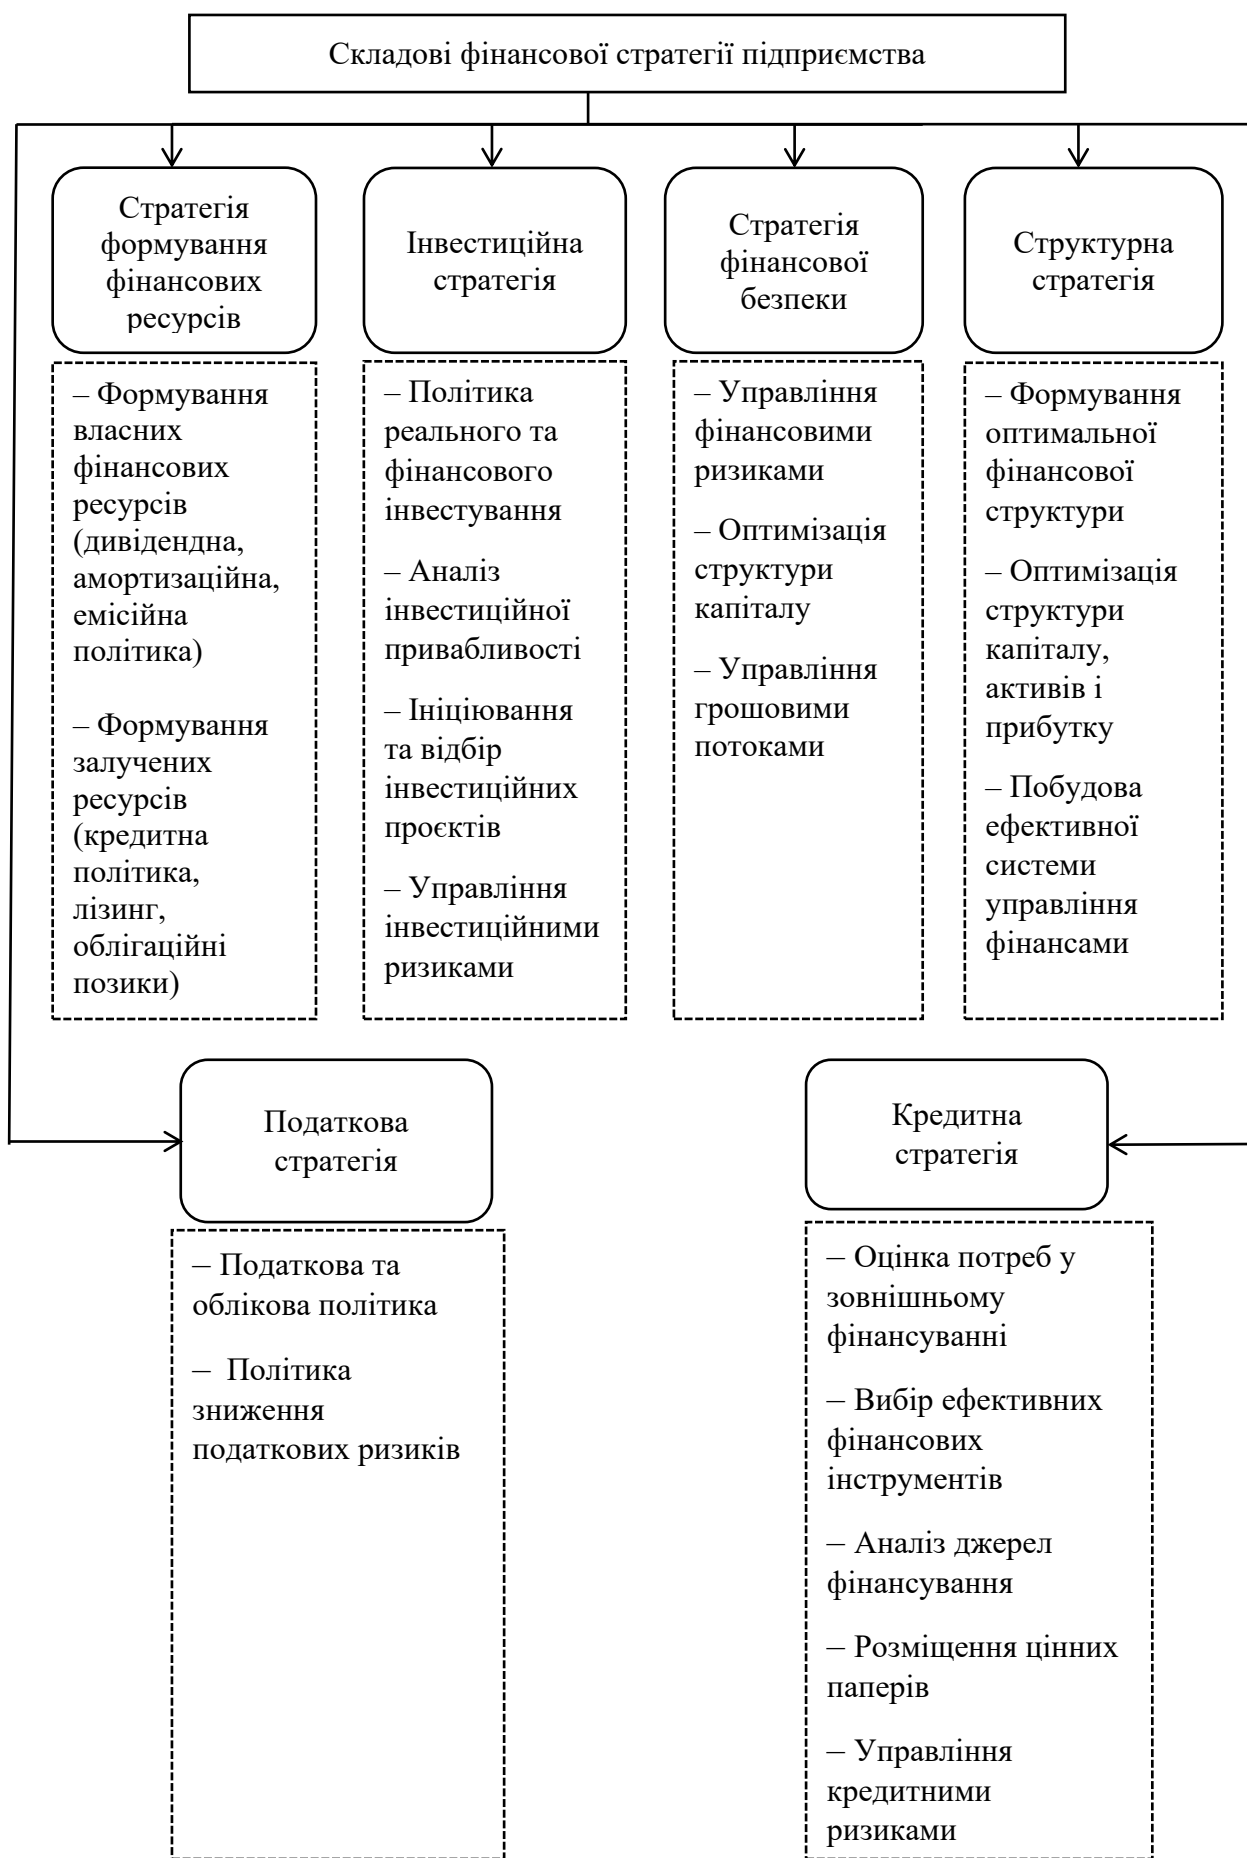 Складові фінансової стратегії підприємства
Стратегія
формування
фінансових
ресурсів
Інвестиційна
стратегія
Стратегія
фінансової
безпеки
Структурна
стратегія
– Формування
власних
фінансових
ресурсів
(дивідендна,
амортизаційна,
емісійна
політика)
– Формування
залучених
ресурсів
(кредитна
політика,
лізинг,
облігаційні
позики)
– Політика
реального та
фінансового
інвестування
– Аналіз
інвестиційної
привабливості
– Ініціювання
та відбір
інвестиційних
проєктів
– Управління
інвестиційними
ризиками
– Управління
фінансовими
ризиками
– Оптимізація
структури
капіталу
– Управління
грошовими
потоками
– Формування
оптимальної
фінансової
структури
– Оптимізація
структури
капіталу,
активів і
прибутку
– Побудова
ефективної
системи
управління
фінансами
Податкова
стратегія
Кредитна
стратегія
– Податкова та
облікова політика
– Політика
зниження
податкових ризиків
– Оцінка потреб у
зовнішньому
фінансуванні
– Вибір ефективних
фінансових
інструментів
– Аналіз джерел
фінансування
– Розміщення цінних
паперів
– Управління
кредитними
ризиками